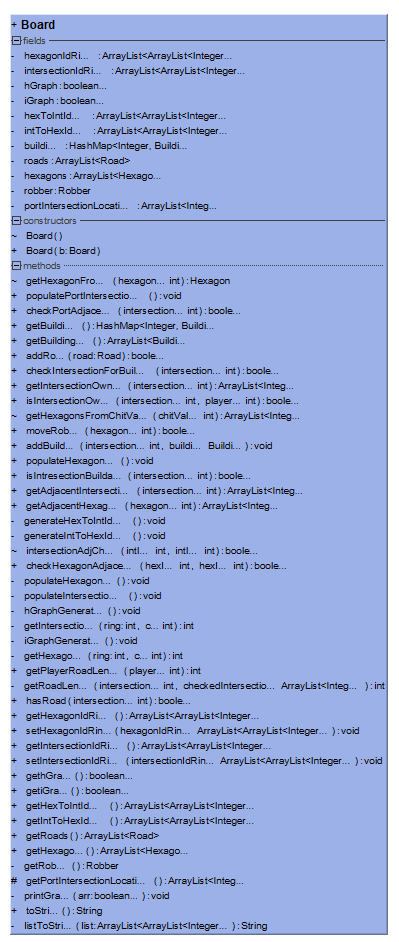 + Board
fields
- hexagonIdRi... :ArrayList<ArrayList<Integer...
- intersectionIdRi... :ArrayList<ArrayList<Integer...
- hGraph:boolean...
- iGraph:boolean...
- hexToIntId... :ArrayList<ArrayList<Integer...
- intToHexId... :ArrayList<ArrayList<Integer...
- buildi... :HashMap<Integer, Buildi...
- roads:ArrayList<Road>
- hexagons:ArrayList<Hexago...
- robber:Robber
- portIntersectionLocati... :ArrayList<Integ...
constructors
~ Board()
+ Board(b:Board)
methods
~ getHexagonFro... (hexagon... int):Hexagon
+ populatePortIntersectio... ():void
+ checkPortAdjace... (intersection... int):boole...
+ getBuildi... ():HashMap<Integer, Buildi...
+ getBuilding... ():ArrayList<Buildi...
+ addRo... (road:Road):boole...
+ checkIntersectionForBuil... (intersection... int):boole...
+ getIntersectionOwn... (intersection... int):ArrayList<Integ...
+ isIntersectionOw... (intersection... int, player... int):boole...
~ getHexagonsFromChitVa... (chitVal... int):ArrayList<Integ...
+ moveRob... (hexagon... int):boole...
+ addBuild... (intersection... int, buildi... Buildi... ):void
+ populateHexagon... ():void
+ isIntresectionBuilda... (intersection... int):boole...
+ getAdjacentIntersecti... (intersection... int):ArrayList<Integ...
+ getAdjacentHexag... (hexagon... int):ArrayList<Integ...
- generateHexToIntId... ():void
- generateIntToHexId... ():void
~ intersectionAdjCh... (intI... int, intI... int):boole...
+ checkHexagonAdjace... (hexI... int, hexI... int):boole...
- populateHexagon... ():void
- populateIntersectio... ():void
- hGraphGenerat... ():void
- getIntersectio... (ring:int, c... int):int
- iGraphGenerat... ():void
- getHexago... (ring:int, c... int):int
+ getPlayerRoadLen... (player... int):int
- getRoadLen... (intersection... int, checkedIntersectio... ArrayList<Integ... ):int
+ hasRoad(intersection... int):boole...
+ getHexagonIdRi... ():ArrayList<ArrayList<Integer...
+ setHexagonIdRin... (hexagonIdRin... ArrayList<ArrayList<Integer... ):void
+ getIntersectionIdRi... ():ArrayList<ArrayList<Integer...
+ setIntersectionIdRi... (intersectionIdRin... ArrayList<ArrayList<Integer... ):void
+ gethGra... ():boolean...
+ getiGra... ():boolean...
+ getHexToIntId... ():ArrayList<ArrayList<Integer...
+ getIntToHexId... ():ArrayList<ArrayList<Integer...
+ getRoads():ArrayList<Road>
+ getHexago... ():ArrayList<Hexago...
- getRob... ():Robber
# getPortIntersectionLocati... ():ArrayList<Integ...
- printGra... (arr:boolean... ):void
+ toStri... ():String
- listToStri... (list:ArrayList<ArrayList<Integer... ):String